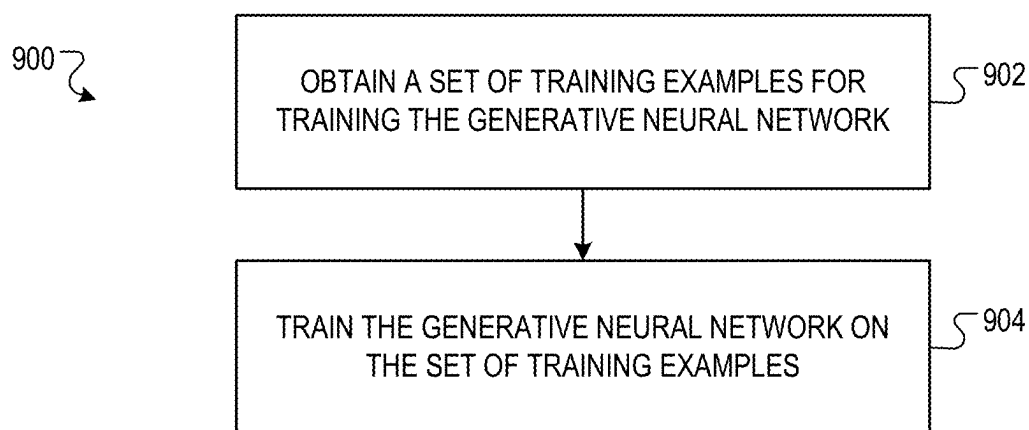 900
OBTAIN A SET OF TRAINING EXAMPLES FOR
TRAINING THE GENERATIVE NEURAL NETWORK
902
TRAIN THE GENERATIVE NEURAL NETWORK ON
THE SET OF TRAINING EXAMPLES
904